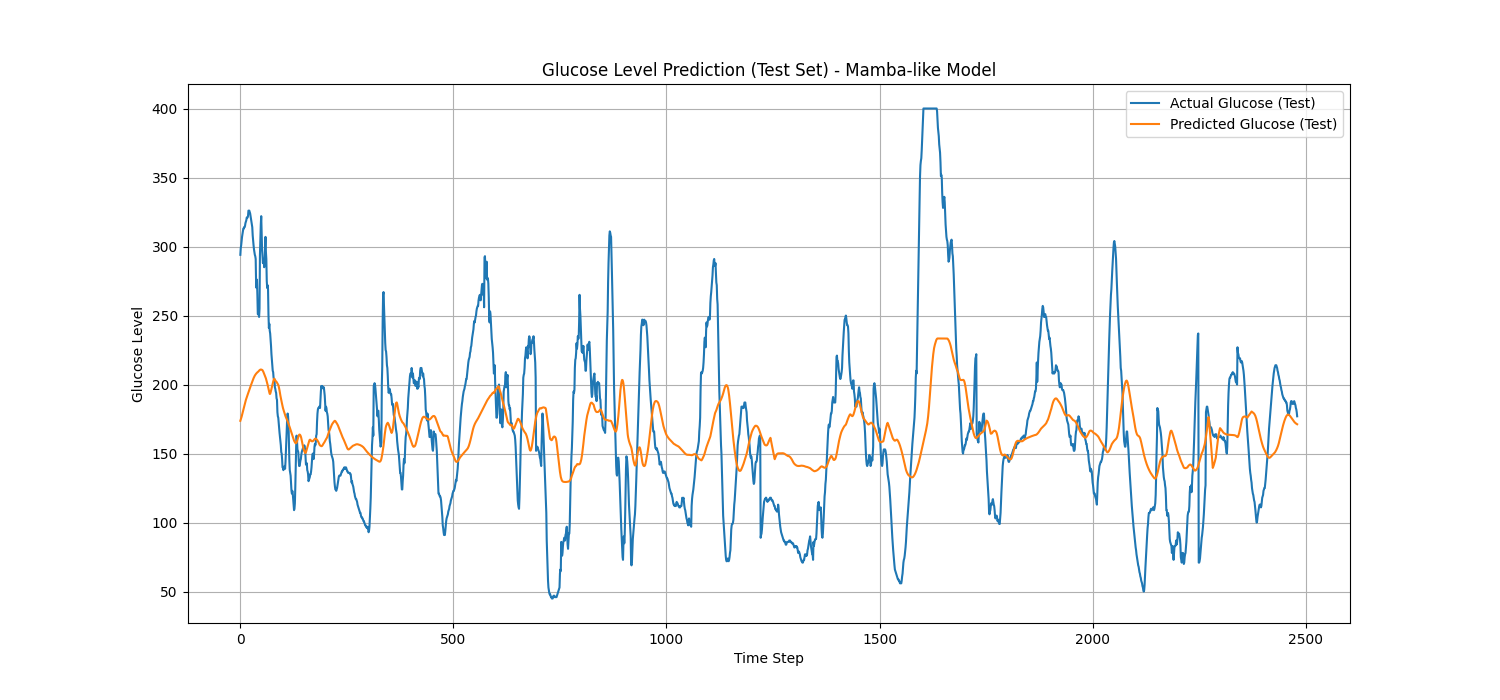 Glucose Level Prediction (Test Set) - Mamba-like Model
Actual Glucose (Test)
Predicted Glucose (Test)
Glucose Level
400
350
300
250
200
150
100
50
0
500
1000
1500
2000
2500
Time Step